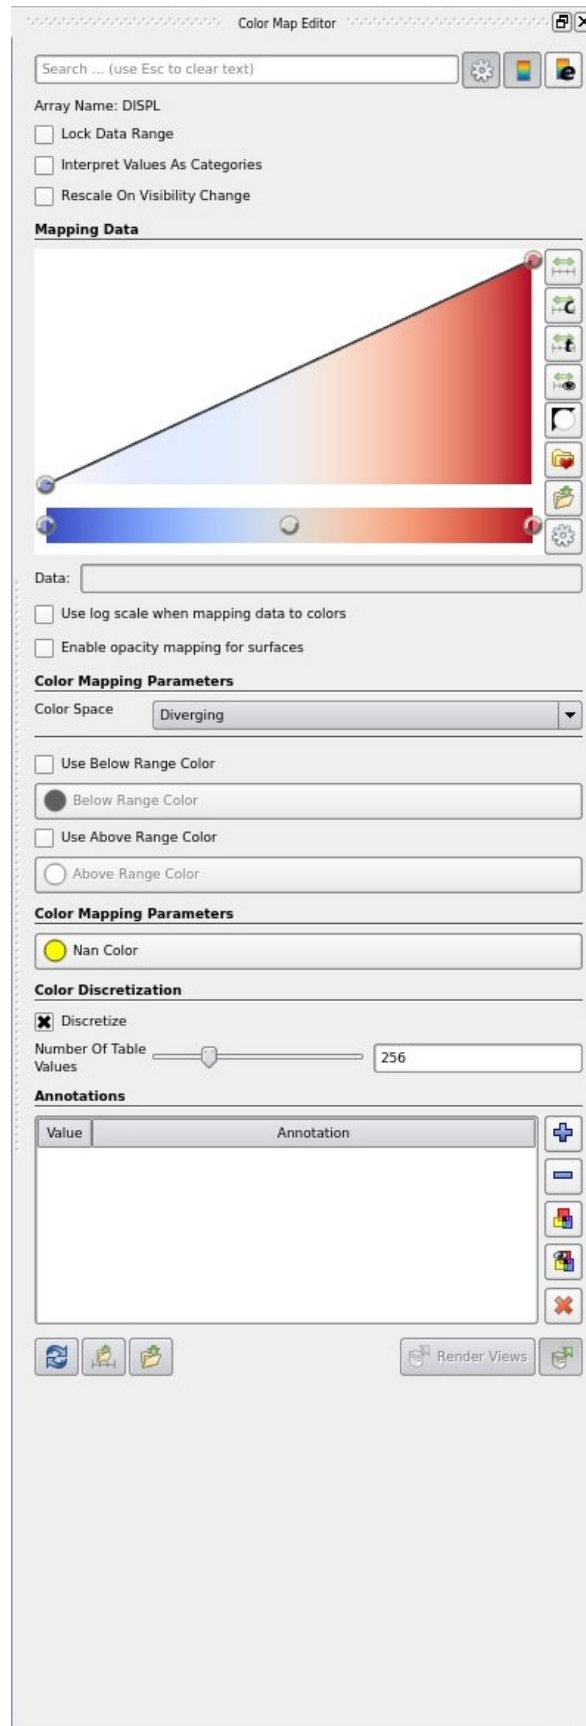 Color Map Editor
Search ... (use Esc to clear text)
Array Name: DISPL
Lock Data Range
Interpret Values As Categories
Rescale On Visibility Change
Mapping Data
Data:
Use log scale when mapping data to colors
Enable opacity mapping for surfaces
Color Mapping Parameters
Color Space Diverging
Use Below Range Color
Below Range Color
Use Above Range Color
Above Range Color
Color Mapping Parameters
Nan Color
Color Discretization
Discretize
Number Of Table
Values
256
Annotations
Value Annotation
Render Views